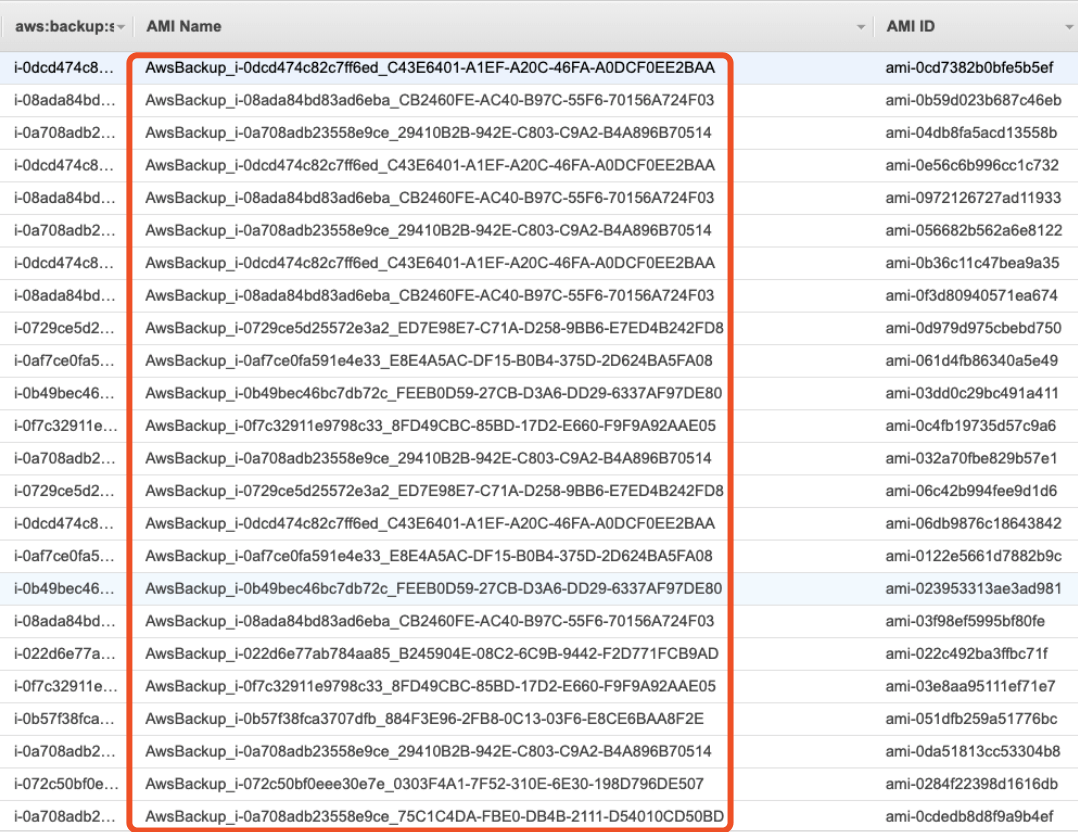 aws:backup:s AMI Name AMI ID
i-0dcd474c8... AwsBackup_i-0dcd474c82c7ff6ed_C43E6401-A1EF-A20C-46FA-A0DCF0EE2BAA ami-0cd7382b0bfe5b5ef
i-08ada84bd... AwsBackup_i-08ada84bd83ad6eba_CB2460FE-AC40-B97C-55F6-70156A724F03 ami-0b59d023b687c46eb
i-0a708adb2... AwsBackup_i-0a708adb23558e9ce_29410B2B-942E-C803-C9A2-B4A896B70514 ami-04db8fa5acd13558b
i-0dcd474c8... AwsBackup_i-0dcd474c82c7ff6ed_C43E6401-A1EF-A20C-46FA-A0DCF0EE2BAA ami-0e56c6b996cc1c732
i-08ada84bd... AwsBackup_i-08ada84bd83ad6eba_CB2460FE-AC40-B97C-55F6-70156A724F03 ami-0972126727ad11933
i-0a708adb2... AwsBackup_i-0a708adb23558e9ce_29410B2B-942E-C803-C9A2-B4A896B70514 ami-056682b562a6e8122
i-0dcd474c8... AwsBackup_i-0dcd474c82c7ff6ed_C43E6401-A1EF-A20C-46FA-A0DCF0EE2BAA ami-0b36c11c47bea9a35
i-08ada84bd... AwsBackup_i-08ada84bd83ad6eba_CB2460FE-AC40-B97C-55F6-70156A724F03 ami-0f3d80940571ea674
i-0729ce5d2... AwsBackup_i-0729ce5d25572e3a2_ED7E98E7-C71A-D258-9BB6-E7ED4B242FD8 ami-0d979d975cbebd750
i-0af7ce0fa5... AwsBackup_i-0af7ce0fa591e4e33_E8E4A5AC-DF15-B0B4-375D-2D624BA5FA08 ami-061d4fb86340a5e49
i-0b49bec46... AwsBackup_i-0b49bec46bc7db72c_FEEB0D59-27CB-D3A6-DD29-6337AF97DE80 ami-03dd0c29bc491a411
i-0f7c32911e... AwsBackup_i-0f7c32911e9798c33_8FD49CBC-85BD-17D2-E660-F9F9A92AAE05 ami-0c4fb19735d57c9a6
i-0a708adb2... AwsBackup_i-0a708adb23558e9ce_29410B2B-942E-C803-C9A2-B4A896B70514 ami-032a70fbe829b57e1
i-0729ce5d2... AwsBackup_i-0729ce5d25572e3a2_ED7E98E7-C71A-D258-9BB6-E7ED4B242FD8 ami-06c42b994fee9d1d6
i-0dcd474c8... AwsBackup_i-0dcd474c82c7ff6ed_C43E6401-A1EF-A20C-46FA-A0DCF0EE2BAA ami-06db9876c18643842
i-0af7ce0fa5... AwsBackup_i-0af7ce0fa591e4e33_E8E4A5AC-DF15-B0B4-375D-2D624BA5FA08 ami-0122e5661d7882b9c
i-0b49bec46... AwsBackup_i-0b49bec46bc7db72c_FEEB0D59-27CB-D3A6-DD29-6337AF97DE80 ami-023953313ae3ad981
i-08ada84bd... AwsBackup_i-08ada84bd83ad6eba_CB2460FE-AC40-B97C-55F6-70156A724F03 ami-03f98ef5995bf80fe
i-022d6e77a... AwsBackup_i-022d6e77ab784aa85_B245904E-08C2-6C9B-9442-F2D771FCB9AD ami-022c492ba3ffbc71f
i-0f7c32911e... AwsBackup_i-0f7c32911e9798c33_8FD49CBC-85BD-17D2-E660-F9F9A92AAE05 ami-03e8aa95111ef71e7
i-0b57f38fca... AwsBackup_i-0b57f38fca3707dfb_884F3E96-2FB8-0C13-03F6-E8CE6BAA8F2E ami-051dfb259a51776bc
i-0a708adb2... AwsBackup_i-0a708adb23558e9ce_29410B2B-942E-C803-C9A2-B4A896B70514 ami-0da51813cc53304b8
i-072c50bf0e... AwsBackup_i-072c50bf0eee30e7e_0303F4A1-7F52-310E-6E30-198D796DE507 ami-0284f22398d1616db
i-0a708adb2... AwsBackup_i-0a708adb23558e9ce_75C1C4DA-FBE0-DB4B-2111-D54010CD50BD ami-0cdedb8d8f9a9b4ef